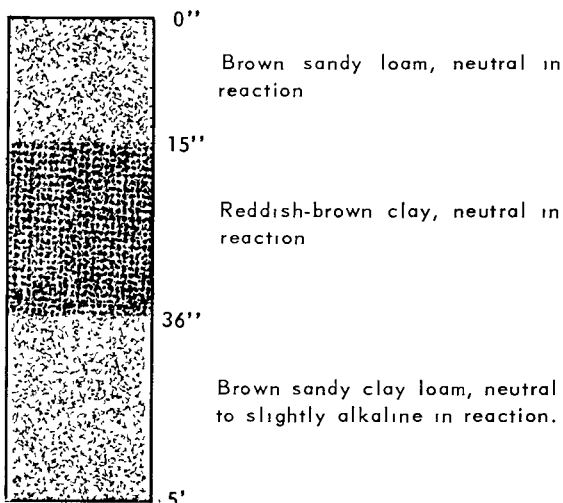 0''
Brown sandy loam, neutral in
reaction
15''
Reddish-brown clay, neutral in
reaction
36''
Brown sandy clay loam, neutral
to slightly alkaline in reaction.
5'